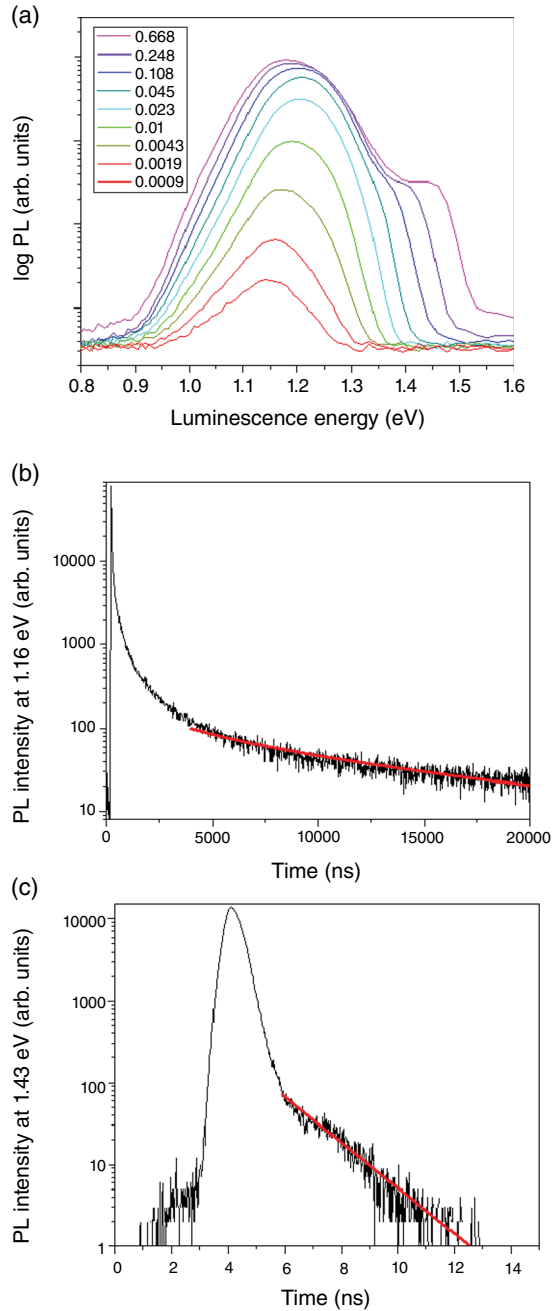 (a)
0.668
0.248
0.108
0.045
0.023
0.01
0.0043
0.0019
0.0009
log PL (arb. units)
0.8 0.9 1.0 1.1 1.2 1.3 1.4 1.5 1.6
Luminescence energy (eV)
(b)
PL intensity at 1.16 eV (arb. units)
10000
1000
100
10
0 5000 10000 15000 20000
Time (ns)
(c)
PL intensity at 1.43 eV (arb. units)
10000
1000
100
10
1
0 2 4 6 8 10 12 14
Time (ns)